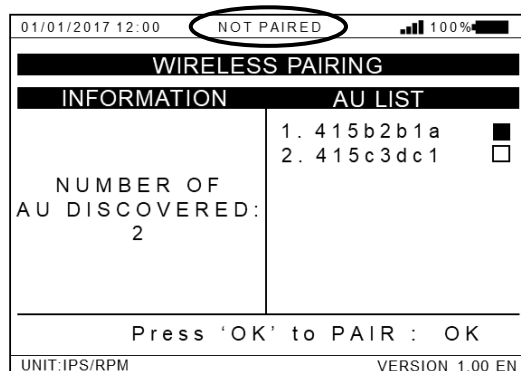 01/01/2017 12:00 NOT PAIRED 100%
WIRELESS PAIRING
INFORMATION AU LIST
1. 415b2b1a
2. 415c3dc1
NUMBER OF
AU DISCOVERED:
2
Press ‘OK’ to PAIR : OK
UNIT:IPS/RPM VERSION 1.00 EN